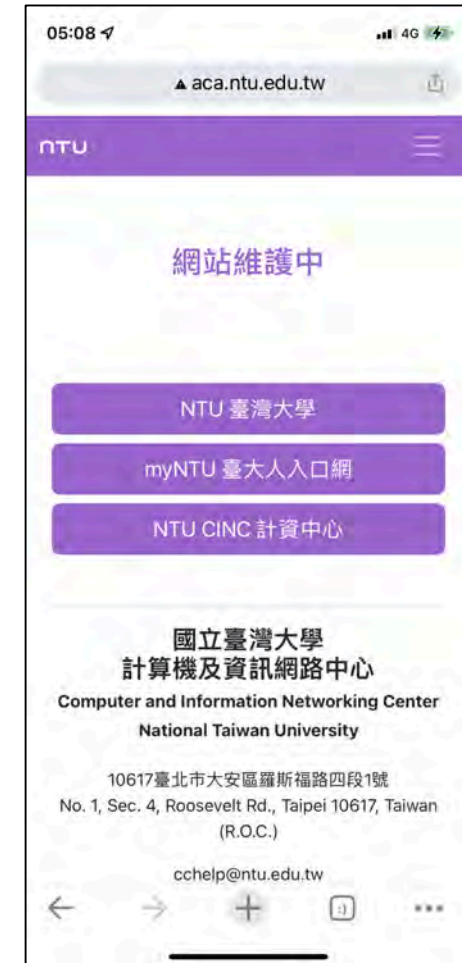 05:08
4G
aca.ntu.edu.tw
NTU
網站維護中
NTU 臺灣大學
myNTU 臺大人入口網
NTU CINC 計資中心
國立臺灣大學
計算機及資訊網路中心
Computer and Information Networking Center
National Taiwan University
10617臺北市大安區羅斯福路四段1號
No. 1, Sec. 4, Roosevelt Rd., Taipei 10617, Taiwan
(R.O.C.)
cchelp@ntu.edu.tw
:)